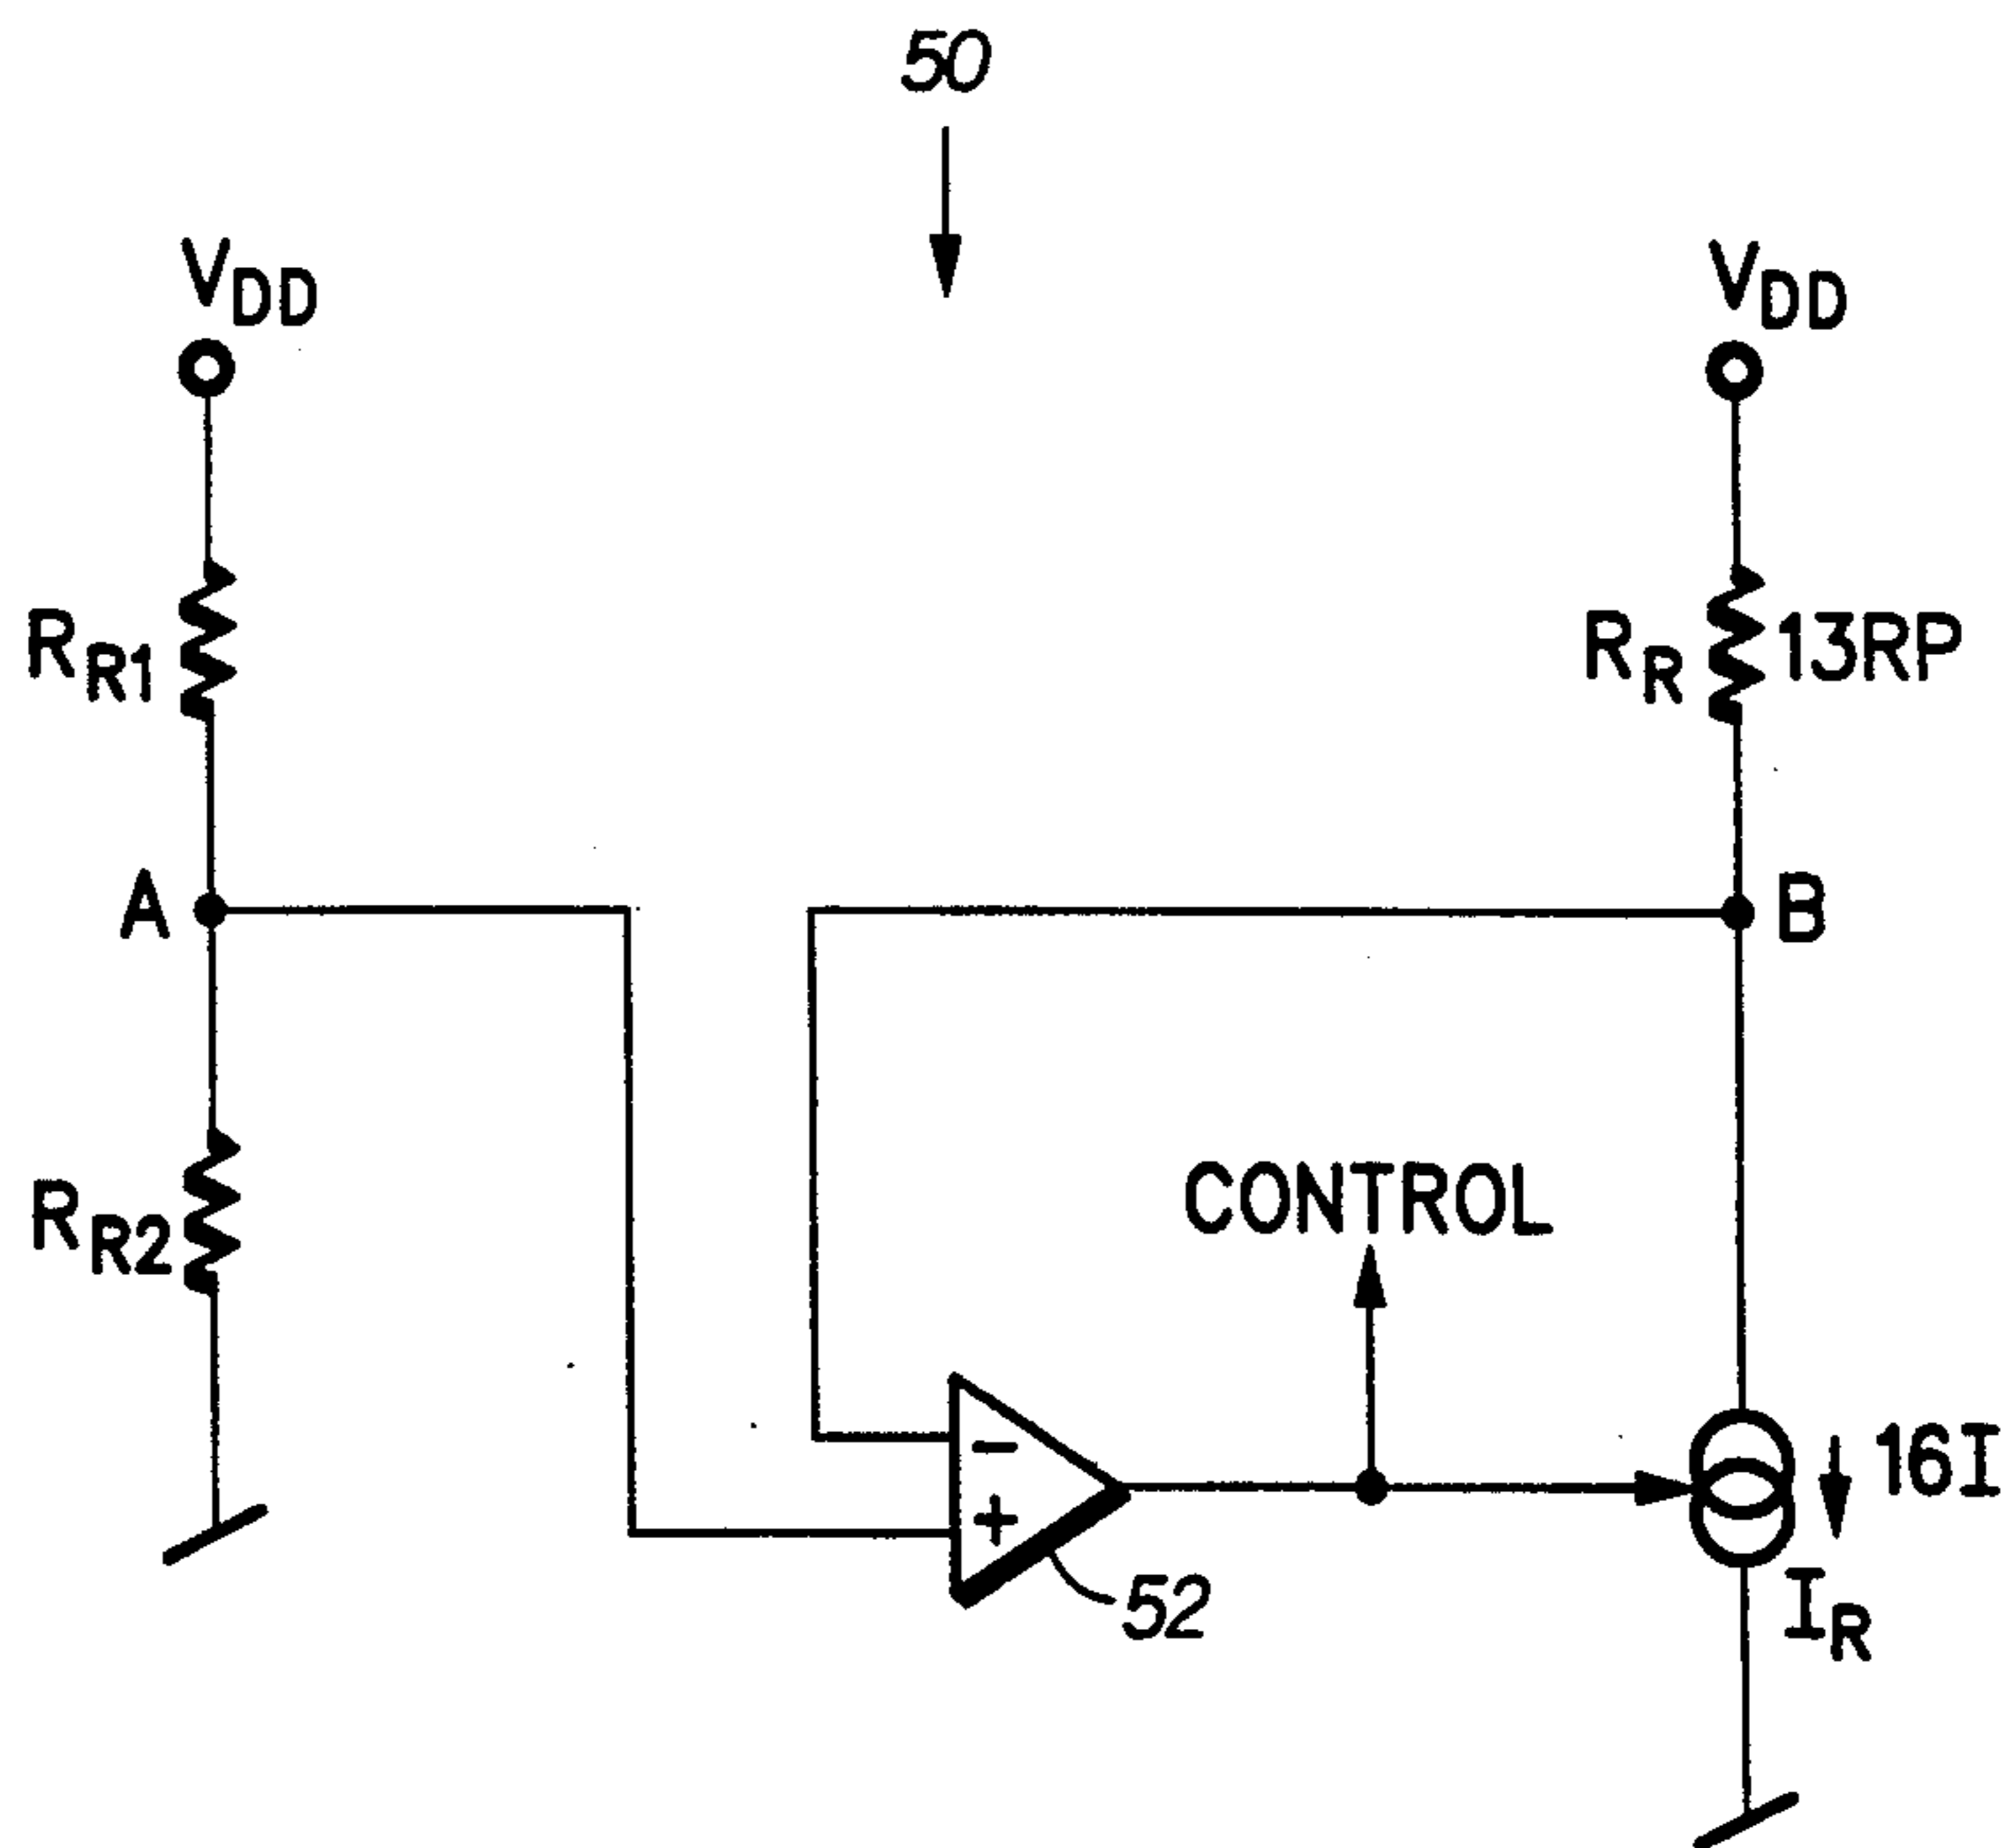 50
VDD
VDD
RR1
RR 13RP
A
B
CONTROL
RR2
−
+
16I
IR
52